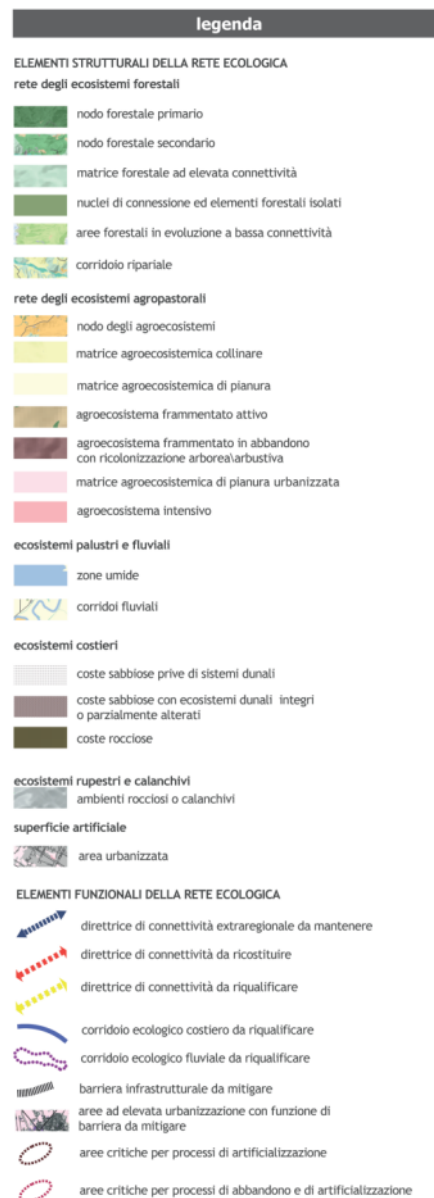 legenda
ELEMENTI STRUTTURALI DELLA RETE ECOLOGICA
rete degli ecosistemi forestali
nodo forestale primario
nodo forestale secondario
matrice forestale ad elevata connettività
nuclei di connessione ed elementi forestali isolati
aree forestali in evoluzione a bassa connettività
corridoio ripariale
rete degli ecosistemi agropastorali
nodo degli agroecosistemi
matrice agroecosistemica collinare
matrice agroecosistemica di pianura
agroecosistema frammentato attivo
agroecosistema frammentato in abbandono
con ricolonizzazione arborea\arbustiva
matrice agroecosistemica di pianura urbanizzata
agroecosistema intensivo
ecosistemi palustri e fluviali
zone umide
corridoi fluviali
ecosistemi costieri
coste sabbiose prive di sistemi dunali
coste sabbiose con ecosistemi dunali integri
o parzialmente alterati
coste rocciose
ecosistemi rupestri e calanchivi
ambienti rocciosi o calanchivi
superficie artificiale
area urbanizzata
ELEMENTI FUNZIONALI DELLA RETE ECOLOGICA
direttrice di connettività extraregionale da mantenere
direttrice di connettività da ricostituire
direttrice di connettività da riqualificare
corridoio ecologico costiero da riqualificare
corridoio ecologico fluviale da riqualificare
barriera infrastrutturale da mitigare
aree ad elevata urbanizzazione con funzione di
barriera da mitigare
aree critiche per processi di artificializzazione
aree critiche per processi di abbandono e di artificializzazione